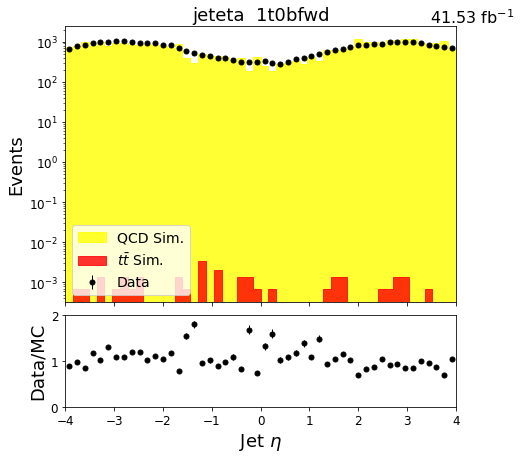 jeteta 1t0bfwd
41.53 fb⁻¹
Events
10³
10²
10¹
10⁰
10⁻¹
10⁻²
10⁻³
QCD Sim.
tt̄ Sim.
Data
Data/MC
2
1
0
−4 −3 −2 −1 0 1 2 3 4
Jet η